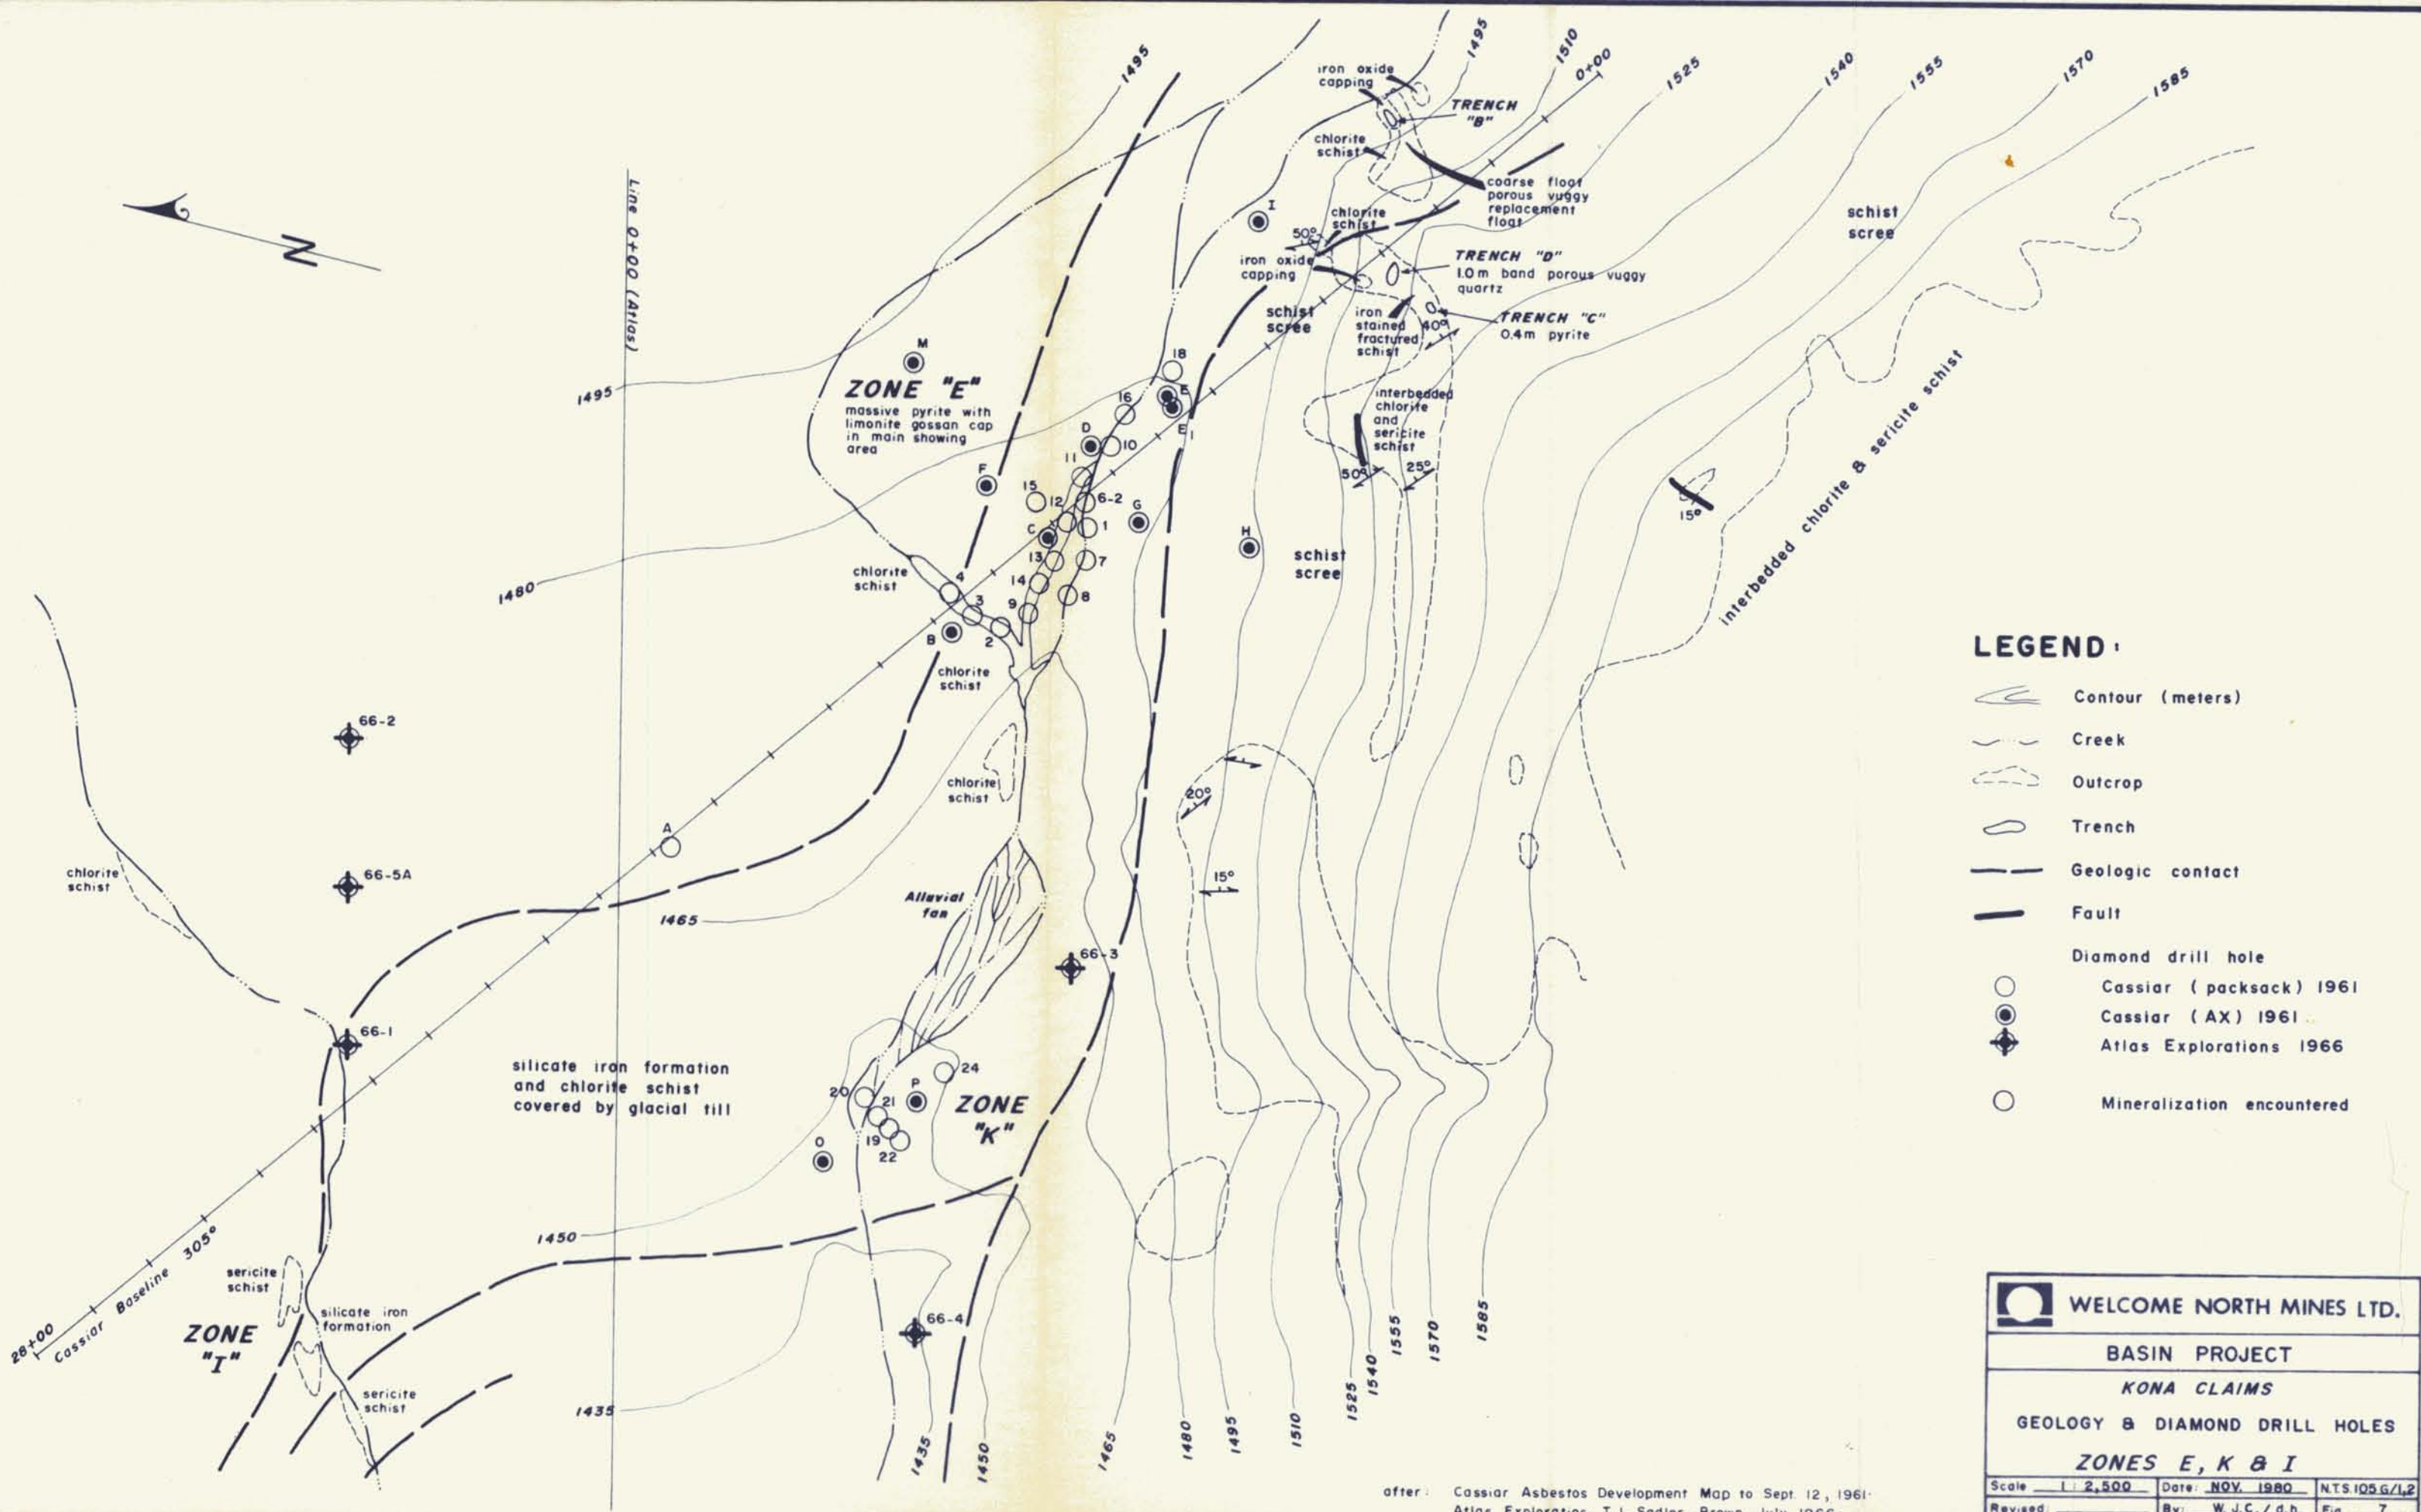 1495
1495
1510
0+00
1525
1540
1555
1570
1585
iron oxide
capping
TRENCH
"B"
chlorite
schist
coarse float
porous vuggy
replacement
float
schist
scree
Line 0+00 (Atlas)
N
I
50°
chlorite
schist
iron oxide
capping
TRENCH "D"
1.0m band porous vuggy
quartz
schist
scree
iron
stained
fractured
schist
40°
TRENCH "C"
0.4m pyrite
M
ZONE "E"
massive pyrite with
limonite gossan cap
in main showing
area
1495
18
E
E1
16
D
10
11
F
15
12
6-2
G
C
1
H
13
7
14
8
9
4
3
2
B
interbedded
chlorite
and
sericite
schist
50°
25°
15°
interbedded chlorite & sericite schist
schist
scree
1480
chlorite
schist
chlorite
schist
chlorite
schist
66-2
66-5A
A
chlorite
schist
20°
15°
1465
Alluvial
fan
66-3
66-1
silicate iron formation
and chlorite schist
covered by glacial till
24
20
P
21
ZONE
"K"
19
22
O
1450
305°
Cassiar Baseline
28+00
sericite
schist
silicate iron
formation
ZONE
"I"
sericite
schist
66-4
1435
1435
1450
1465
1480
1495
1510
1525
1540
1555
1570
1585
LEGEND:
Contour (meters)
Creek
Outcrop
Trench
Geologic contact
Fault
Diamond drill hole
Cassiar (packsack) 1961
Cassiar (AX) 1961
Atlas Explorations 1966
Mineralization encountered
WELCOME NORTH MINES LTD.
BASIN PROJECT
KONA CLAIMS
GEOLOGY & DIAMOND DRILL HOLES
ZONES E, K & I
Scale 1:2,500 Date: NOV. 1980 N.T.S. 105 G/1,2
Revised: By: W.J.C./d.h. Fig. 7
after: Cassiar Asbestos Development Map to Sept. 12, 1961